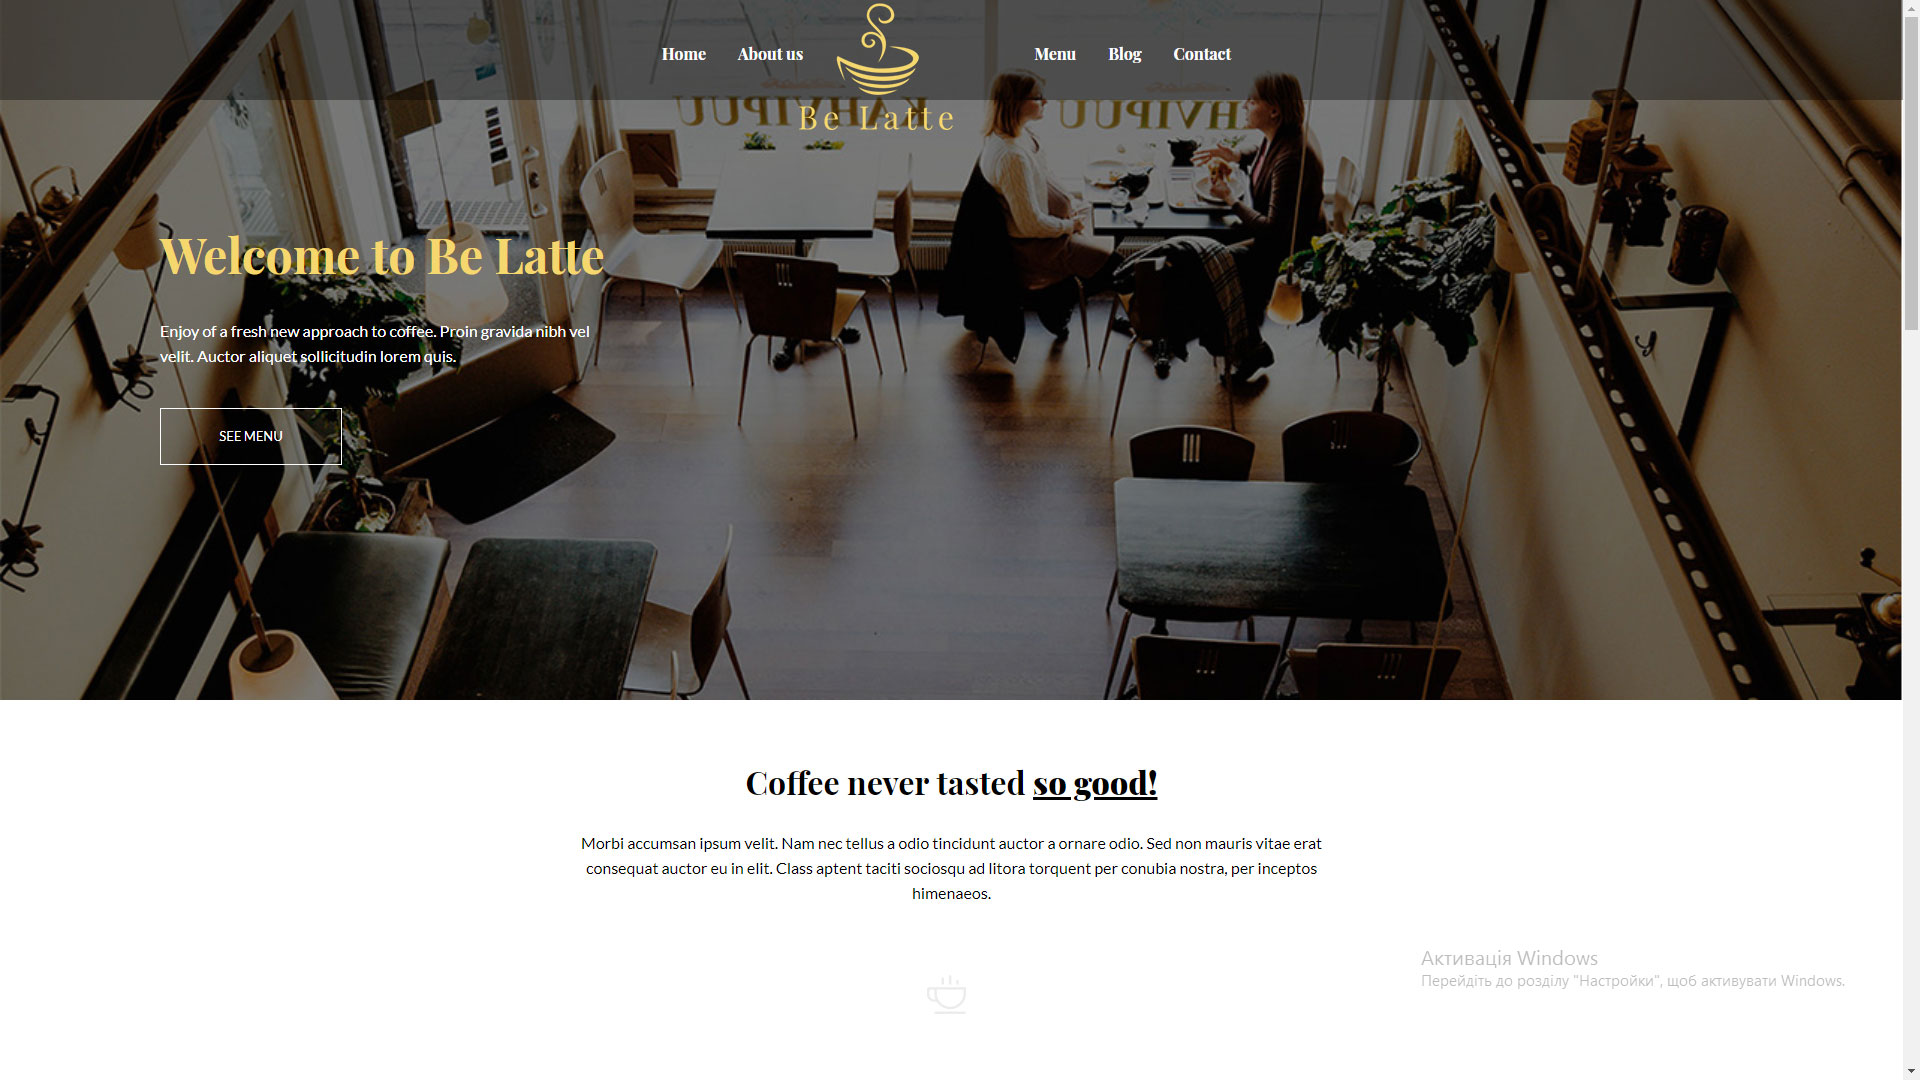 Home About us Menu Blog Contact
KAHVIPUU
Be Latte
Welcome to Be Latte
Enjoy of a fresh new approach to coffee. Proin gravida nibh vel
velit. Auctor aliquet sollicitudin lorem quis.
SEE MENU
Coffee never tasted so good!
Morbi accumsan ipsum velit. Nam nec tellus a odio tincidunt auctor a ornare odio. Sed non mauris vitae erat
consequat auctor eu in elit. Class aptent taciti sociosqu ad litora torquent per conubia nostra, per inceptos
himenaeos.
Активація Windows
Перейдіть до розділу "Настройки", щоб активувати Windows.